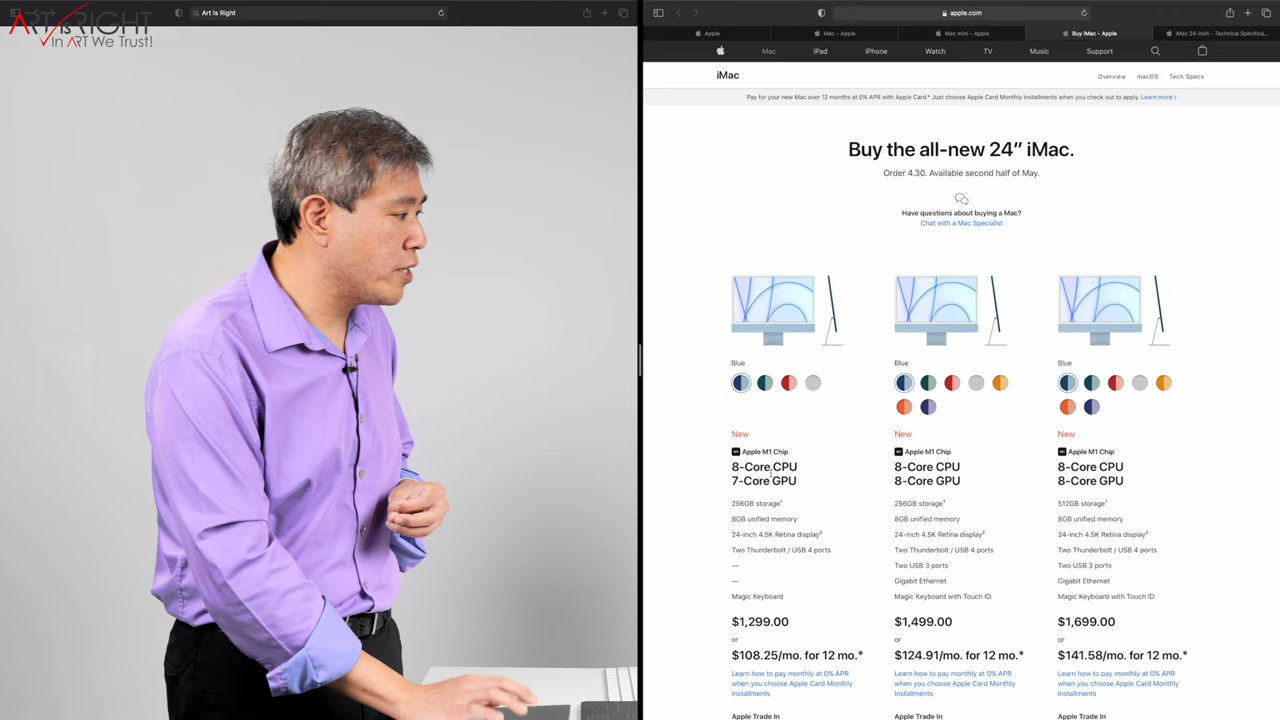 Art Is Right
ART IS RIGHT
IN ART WE TRUST!
apple.com
Apple
Mac - Apple
Mac mini - Apple
Buy iMac - Apple
iMac 24-inch - Technical Specifica...
Mac
iPad
iPhone
Watch
TV
Music
Support
iMac
Overview
macOS
Tech Specs
Pay for your new Mac over 12 months at 0% APR with Apple Card.* Just choose Apple Card Monthly Installments when you check out to apply. Learn more ›
Buy the all-new 24” iMac.
Order 4.30. Available second half of May.
Have questions about buying a Mac?
Chat with a Mac Specialist
Blue
New
Apple M1 Chip
8-Core CPU
7-Core GPU
256GB storage¹
8GB unified memory
24-inch 4.5K Retina display²
Two Thunderbolt / USB 4 ports
—
—
Magic Keyboard
$1,299.00
or
$108.25/mo. for 12 mo.*
Learn how to pay monthly at 0% APR
when you choose Apple Card Monthly
Installments
Apple Trade In
Blue
New
Apple M1 Chip
8-Core CPU
8-Core GPU
256GB storage¹
8GB unified memory
24-inch 4.5K Retina display²
Two Thunderbolt / USB 4 ports
Two USB 3 ports
Gigabit Ethernet
Magic Keyboard with Touch ID
$1,499.00
or
$124.91/mo. for 12 mo.*
Learn how to pay monthly at 0% APR
when you choose Apple Card Monthly
Installments
Apple Trade In
Blue
New
Apple M1 Chip
8-Core CPU
8-Core GPU
512GB storage¹
8GB unified memory
24-inch 4.5K Retina display²
Two Thunderbolt / USB 4 ports
Two USB 3 ports
Gigabit Ethernet
Magic Keyboard with Touch ID
$1,699.00
or
$141.58/mo. for 12 mo.*
Learn how to pay monthly at 0% APR
when you choose Apple Card Monthly
Installments
Apple Trade In